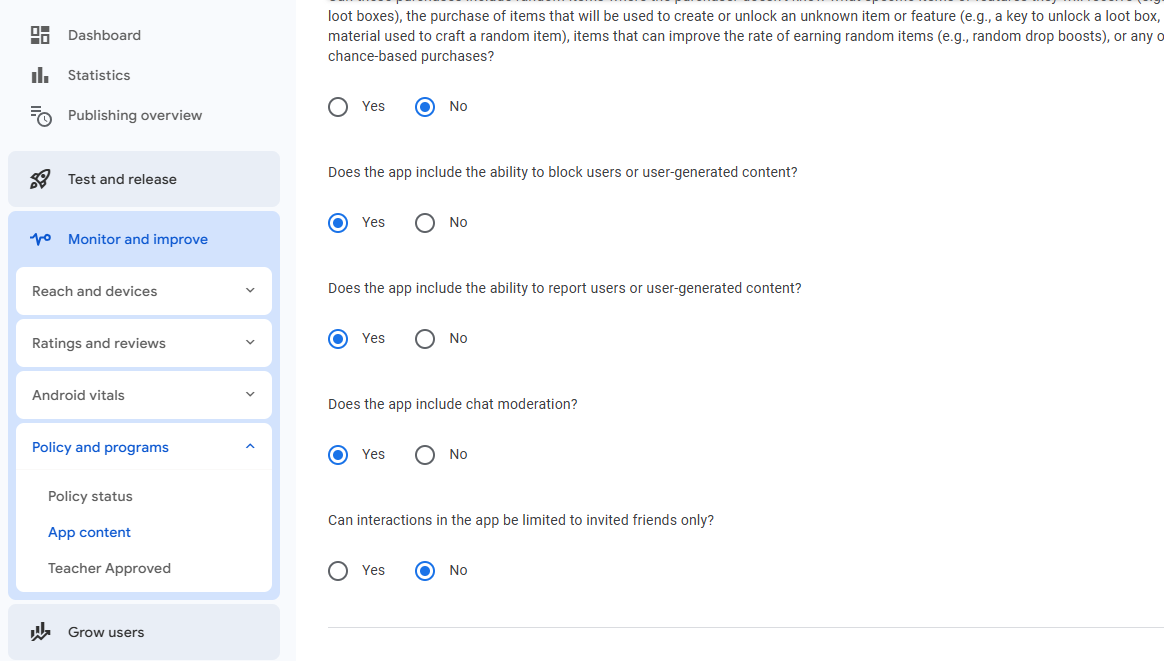 Dashboard
Statistics
Publishing overview
Test and release
Monitor and improve
Reach and devices
Ratings and reviews
Android vitals
Policy and programs
Policy status
App content
Teacher Approved
Grow users
loot boxes), the purchase of items that will be used to create or unlock an unknown item or feature (e.g., a key to unlock a loot box,
material used to craft a random item), items that can improve the rate of earning random items (e.g., random drop boosts), or any o
chance-based purchases?
Yes No
Does the app include the ability to block users or user-generated content?
Yes No
Does the app include the ability to report users or user-generated content?
Yes No
Does the app include chat moderation?
Yes No
Can interactions in the app be limited to invited friends only?
Yes No